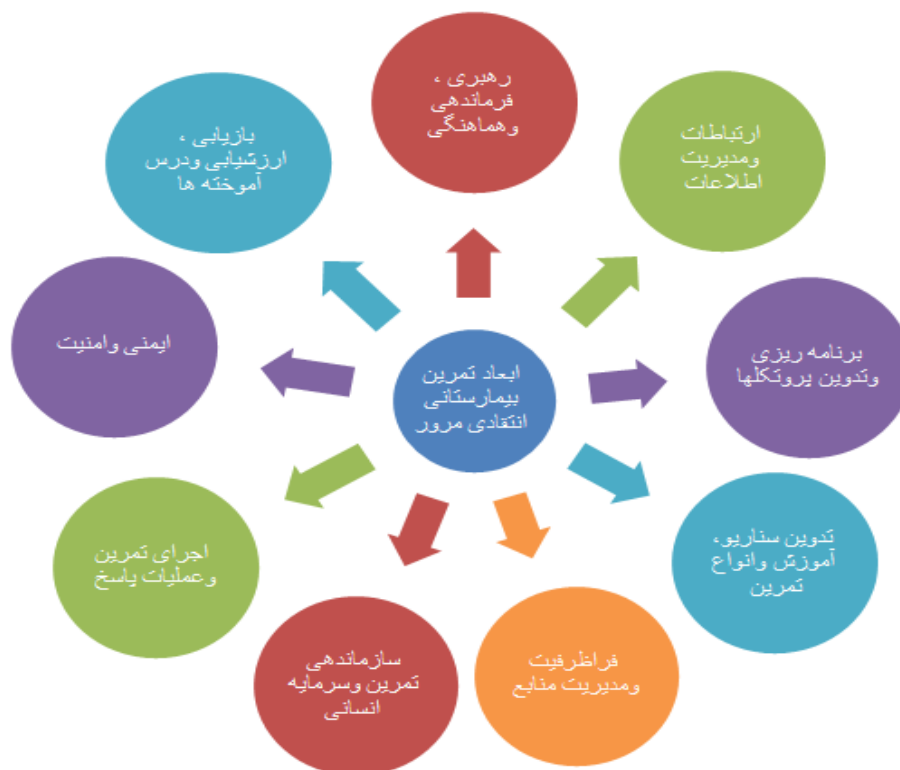 رهبری ،
فرماندهی
وهماهنگی
ارتباطات
ومدیریت
اطلاعات
برنامه ریزی
وتدوین پروتکلها
تدوین سناریو،
آموزش وانواع
تمرین
فراظرفیت
ومدیریت منابع
سازماندهی
تمرین وسرمایه
انسانی
اجرای تمرین
وعملیات پاسخ
ایمنی وامنیت
بازیابی ،
ارزشیابی ودرس
آموخته ها
ابعاد تمرین
بیمارستانی
انتقادی مرور